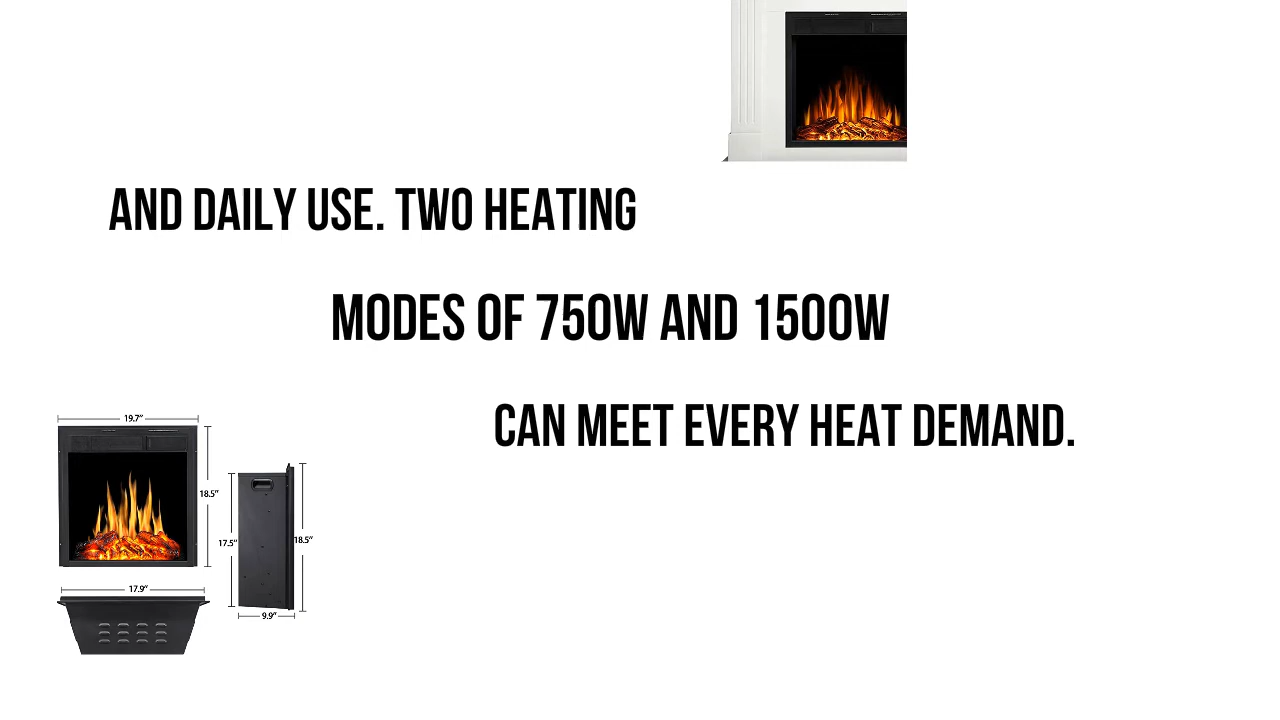 AND DAILY USE. TWO HEATING
MODES OF 750W AND 1500W
CAN MEET EVERY HEAT DEMAND.
19.7"
18.5"
17.5"
18.5"
17.9"
9.9"